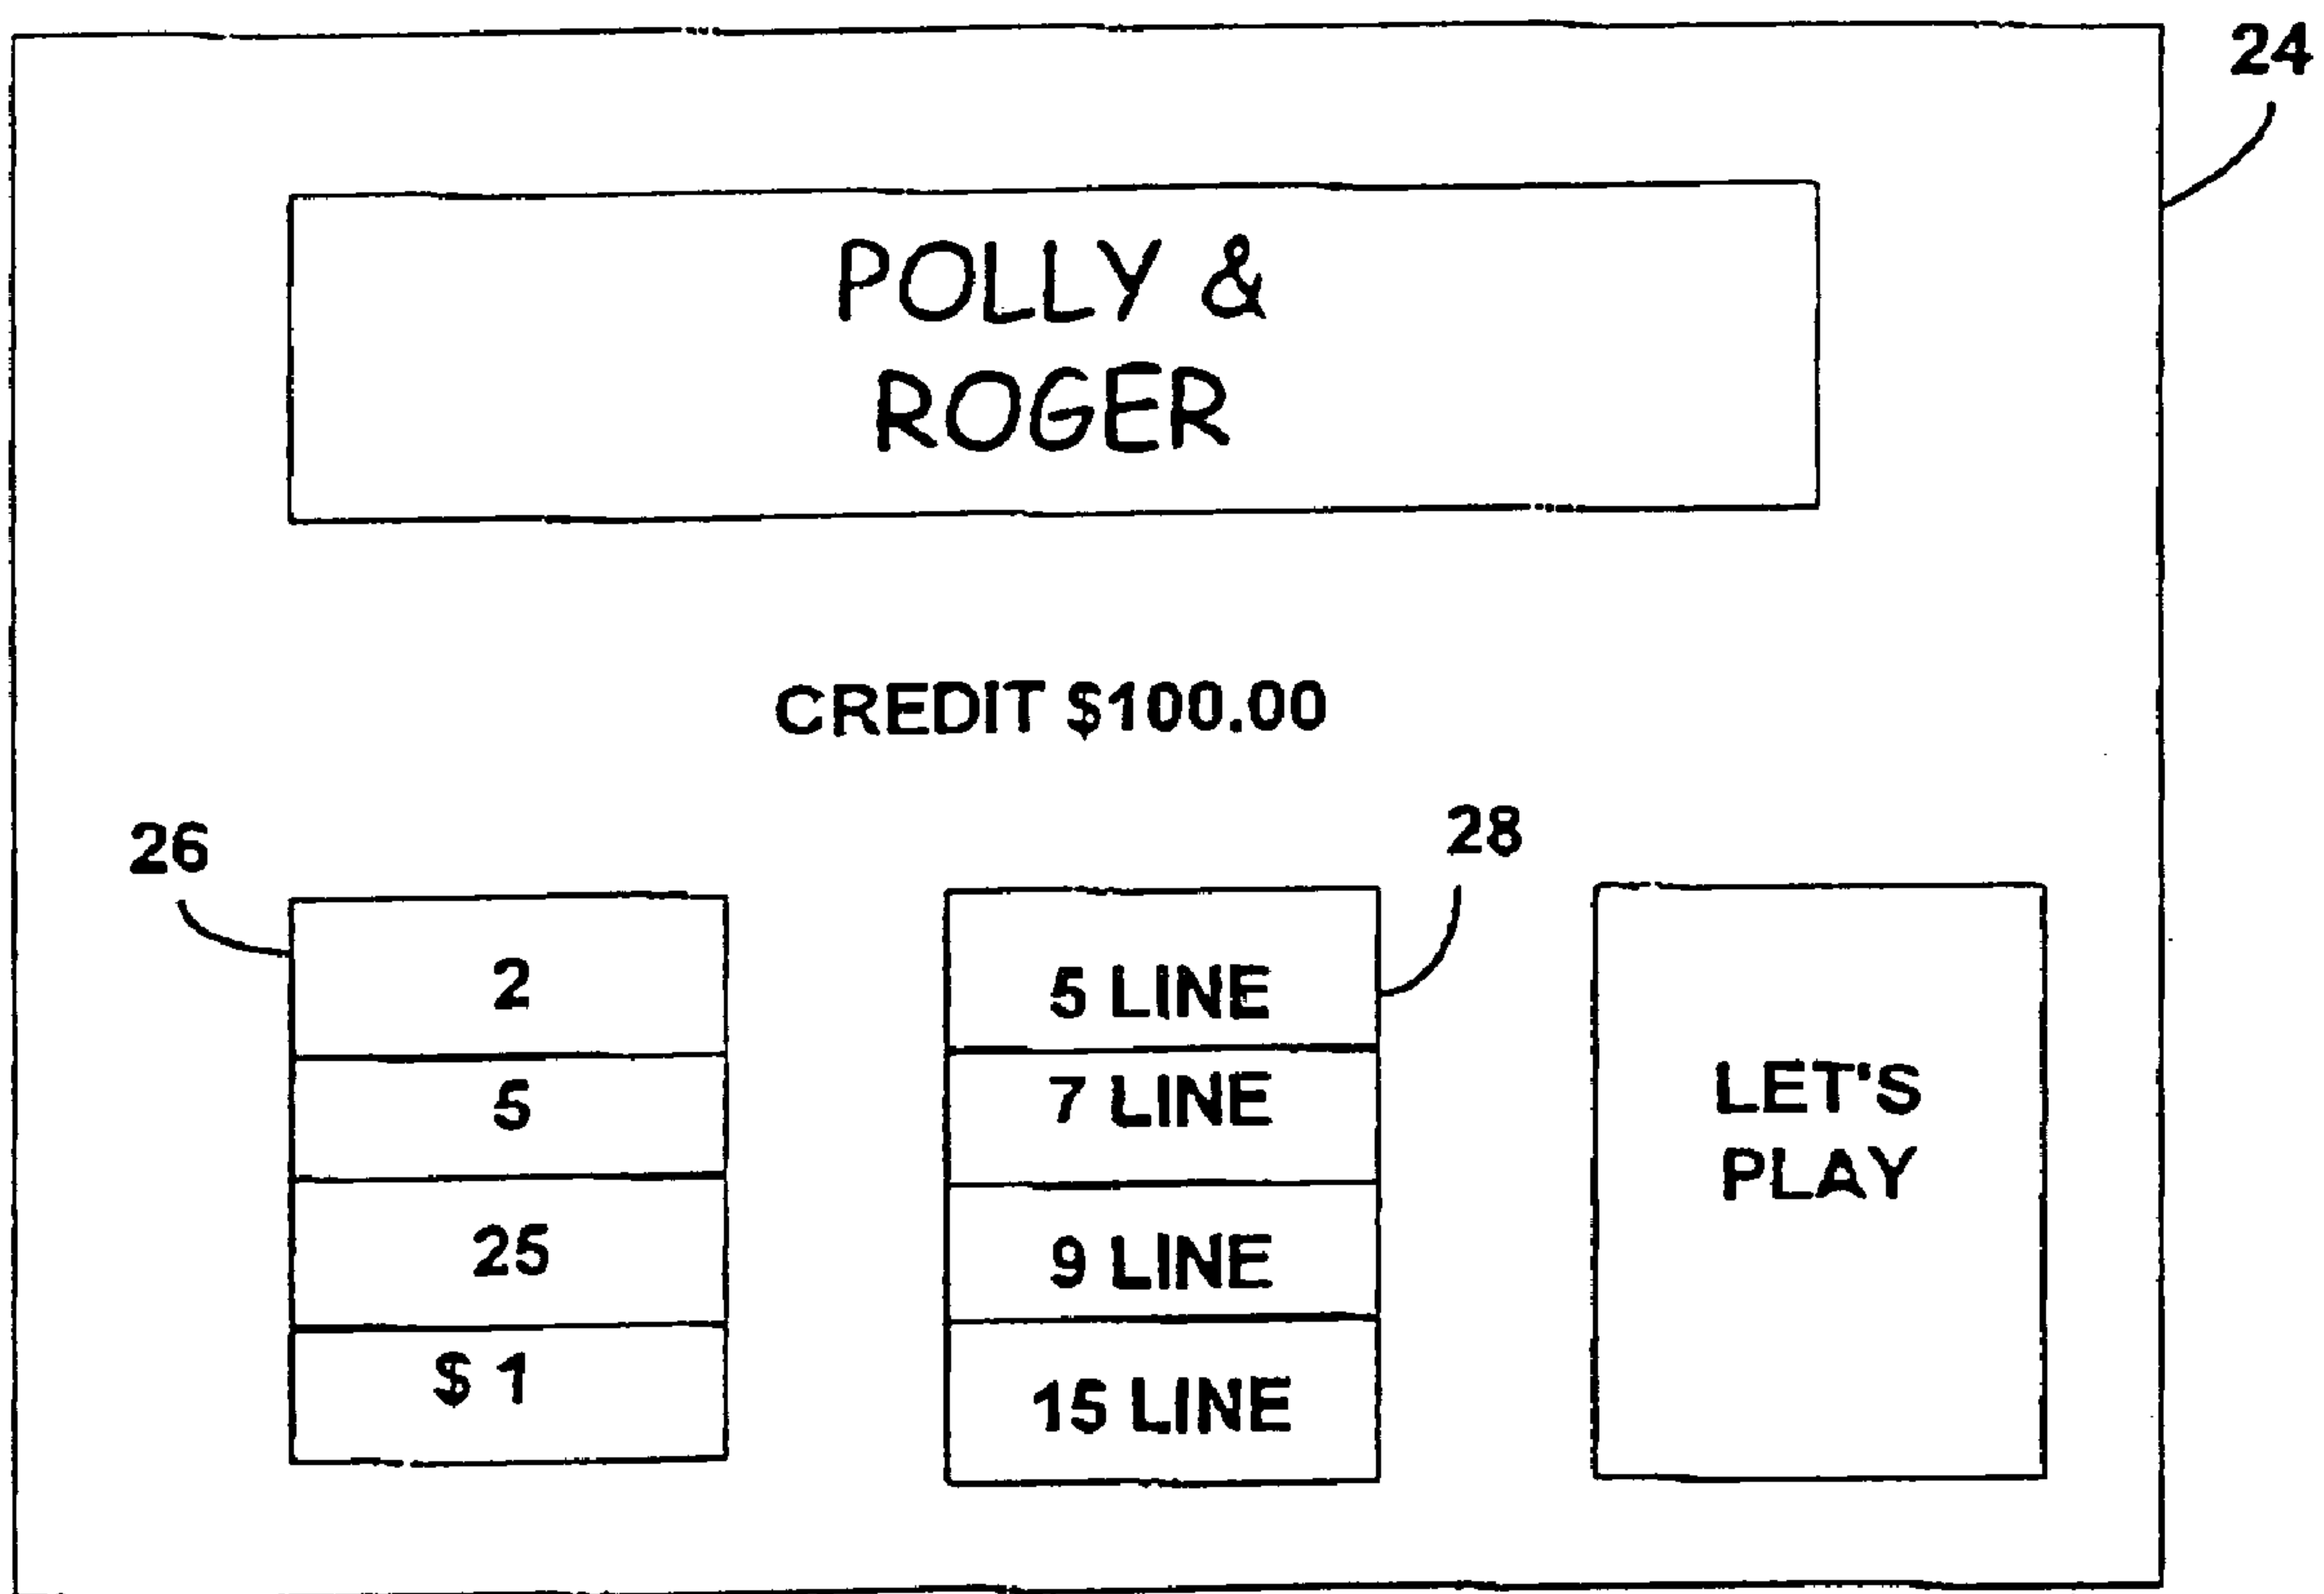 24
POLLY &
ROGER
CREDIT $100.00
26
28
2
5
25
$ 1
5 LINE
7 LINE
9 LINE
15 LINE
LET'S
PLAY